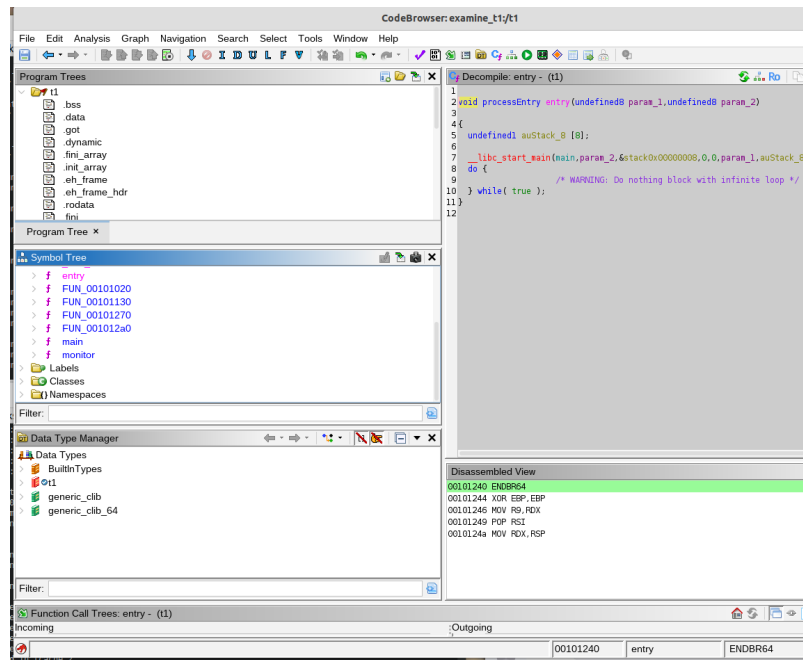 CodeBrowser: examine_t1:/t1
File Edit Analysis Graph Navigation Search Select Tools Window Help
I D U L F V
Program Trees
t1
.bss
.data
.got
.dynamic
.fini_array
.init_array
.eh_frame
.eh_frame_hdr
.rodata
.fini
Program Tree ×
Symbol Tree
entry
f FUN_00101020
f FUN_00101130
f FUN_00101270
f FUN_001012a0
f main
f monitor
Labels
Classes
Namespaces
Filter:
Data Type Manager
Data Types
BuiltInTypes
t1
generic_clib
generic_clib_64
Filter:
Decompile: entry - (t1)
Ro
1
2 void processEntry entry(undefined8 param_1,undefined8 param_2)
3
4 {
5 undefined1 auStack_8 [8];
6
7 __libc_start_main(main,param_2,&stack0x00000008,0,0,param_1,auStack_8
8 do {
9 /* WARNING: Do nothing block with infinite loop */
10 } while( true );
11 }
12
Disassembled View
00101240 ENDBR64
00101244 XOR EBP,EBP
00101246 MOV R9,RDX
00101249 POP RSI
0010124a MOV RDX,RSP
Function Call Trees: entry - (t1)
Incoming
Outgoing
00101240 entry ENDBR64